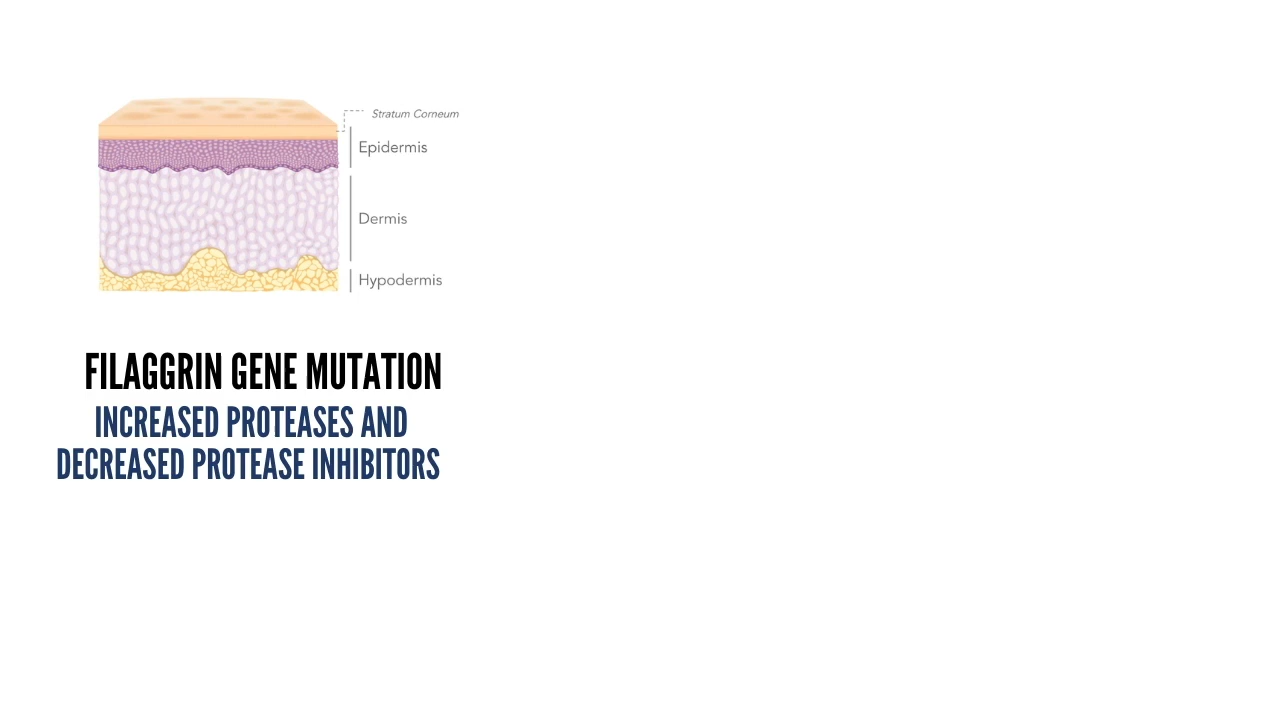 Stratum Corneum
Epidermis
Dermis
Hypodermis
FILAGGRIN GENE MUTATION
INCREASED PROTEASES AND
DECREASED PROTEASE INHIBITORS